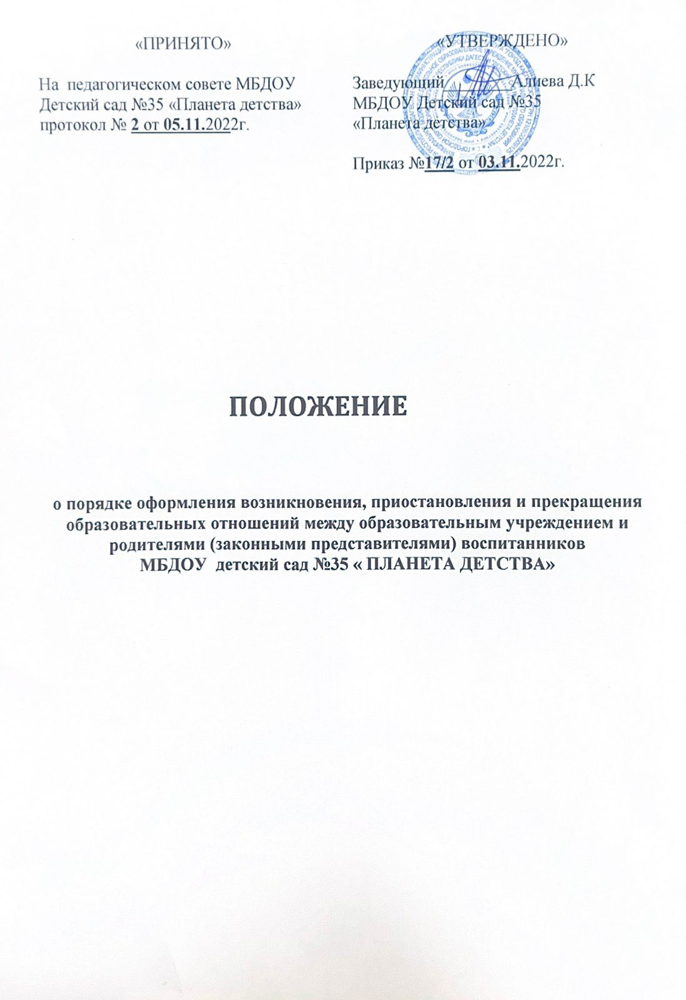 «ПРИНЯТО»
На педагогическом совете МБДОУ
Детский сад №35 «Планета детства»
протокол № 2 от 05.11.2022г.
«УТВЕРЖДЕНО»
Заведующий ________Алиева Д.К
МБДОУ Детский сад №35
«Планета детства»
Приказ №17/2 от 03.11.2022г.
ПОЛОЖЕНИЕ
о порядке оформления возникновения, приостановления и прекращения
образовательных отношений между образовательным учреждением и
родителями (законными представителями) воспитанников
МБДОУ детский сад №35 « ПЛАНЕТА ДЕТСТВА»